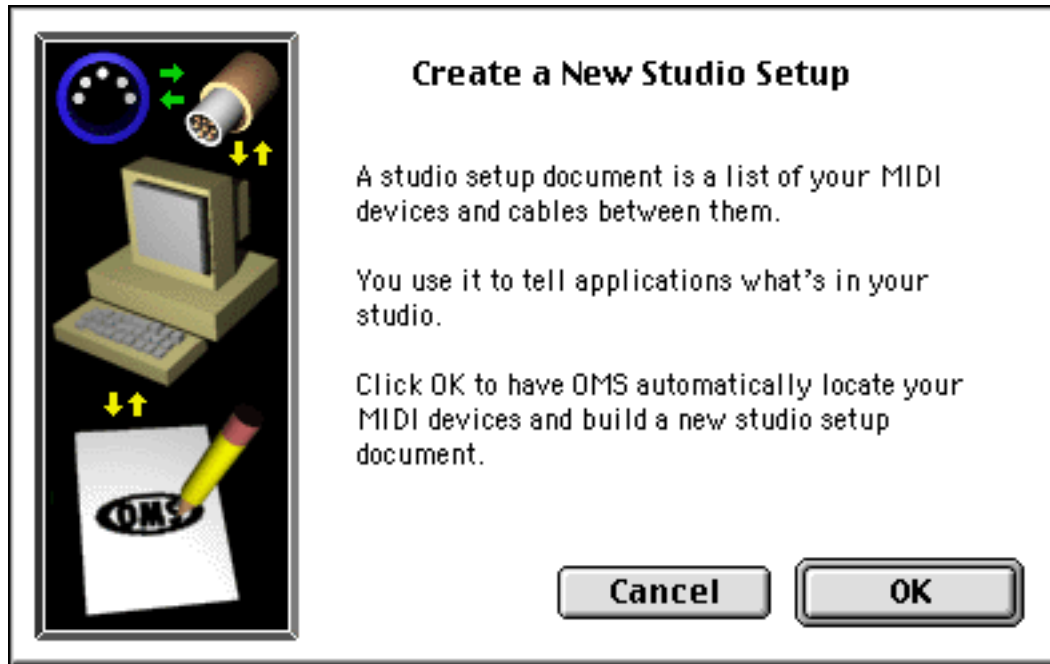 Create a New Studio Setup
A studio setup document is a list of your MIDI
devices and cables between them.
You use it to tell applications what's in your
studio.
Click OK to have OMS automatically locate your
MIDI devices and build a new studio setup
document.
OMS
Cancel
OK